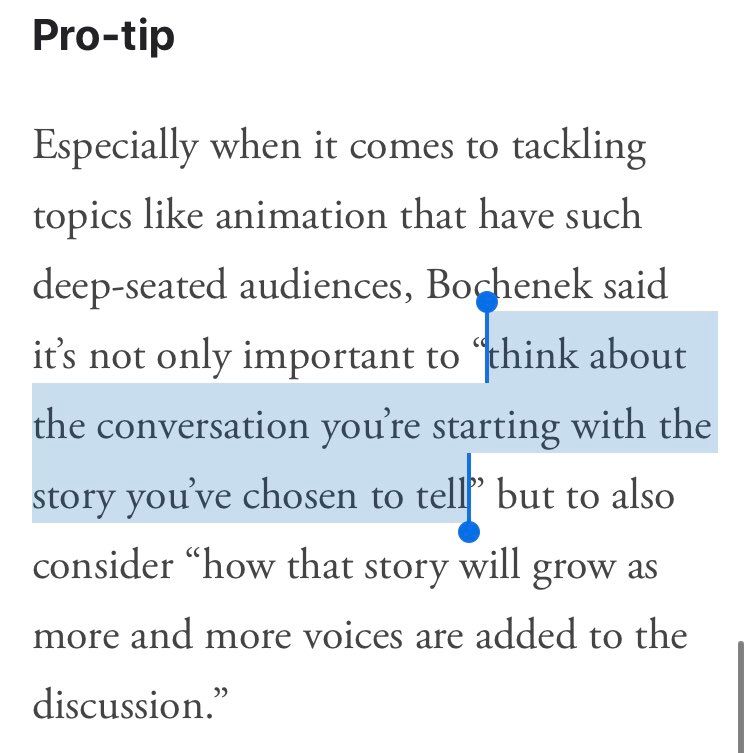 Pro-tip
Especially when it comes to tackling
topics like animation that have such
deep-seated audiences, Bochenek said
it’s not only important to “think about
the conversation you’re starting with the
story you’ve chosen to tell” but to also
consider “how that story will grow as
more and more voices are added to the
discussion.”